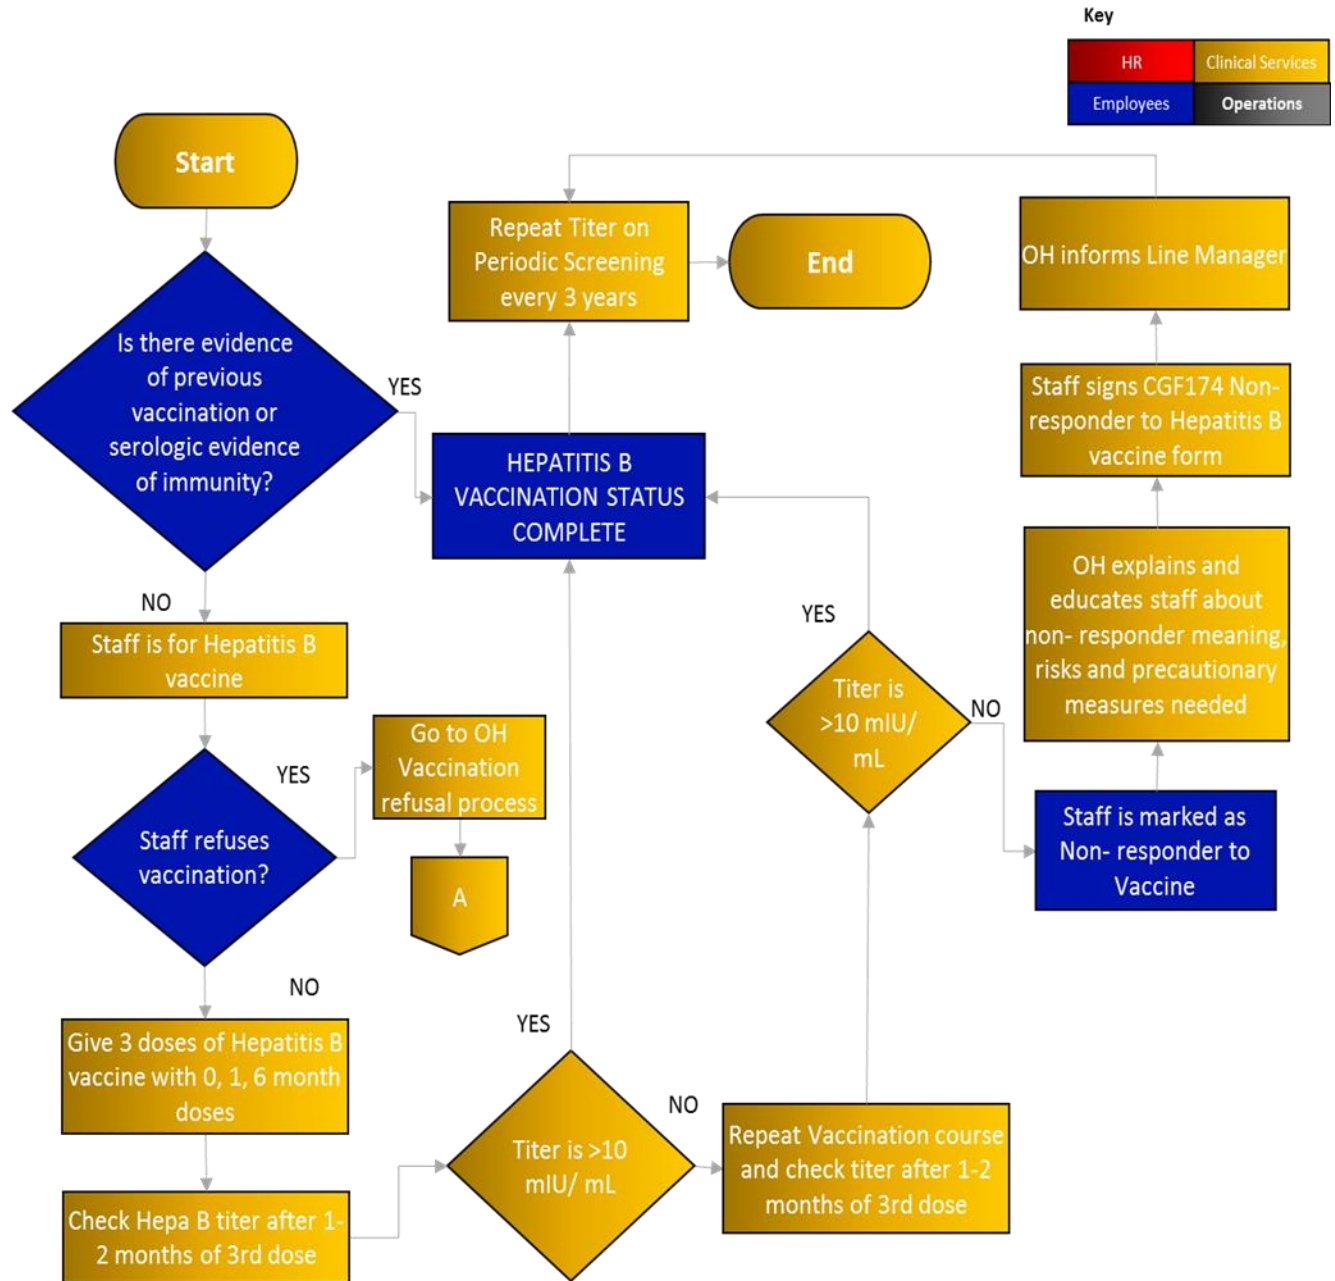 Key
HR
Clinical Services
Employees
Operations
Start
Is there evidence
of previous
vaccination or
serologic evidence
of immunity?
YES
NO
Staff is for Hepatitis B
vaccine
Staff refuses
vaccination?
YES
Go to OH
Vaccination
refusal process
A
NO
Give 3 doses of Hepatitis B
vaccine with 0, 1, 6 month
doses
Check Hepa B titer after 1-
2 months of 3rd dose
Titer is >10
mIU/ mL
YES
NO
Repeat Vaccination course
and check titer after 1-2
months of 3rd dose
Titer is
>10 mIU/
mL
YES
NO
HEPATITIS B
VACCINATION STATUS
COMPLETE
Repeat Titer on
Periodic Screening
every 3 years
End
Staff is marked as
Non- responder to
Vaccine
OH explains and
educates staff about
non- responder meaning,
risks and precautionary
measures needed
Staff signs CGF174 Non-
responder to Hepatitis B
vaccine form
OH informs Line Manager